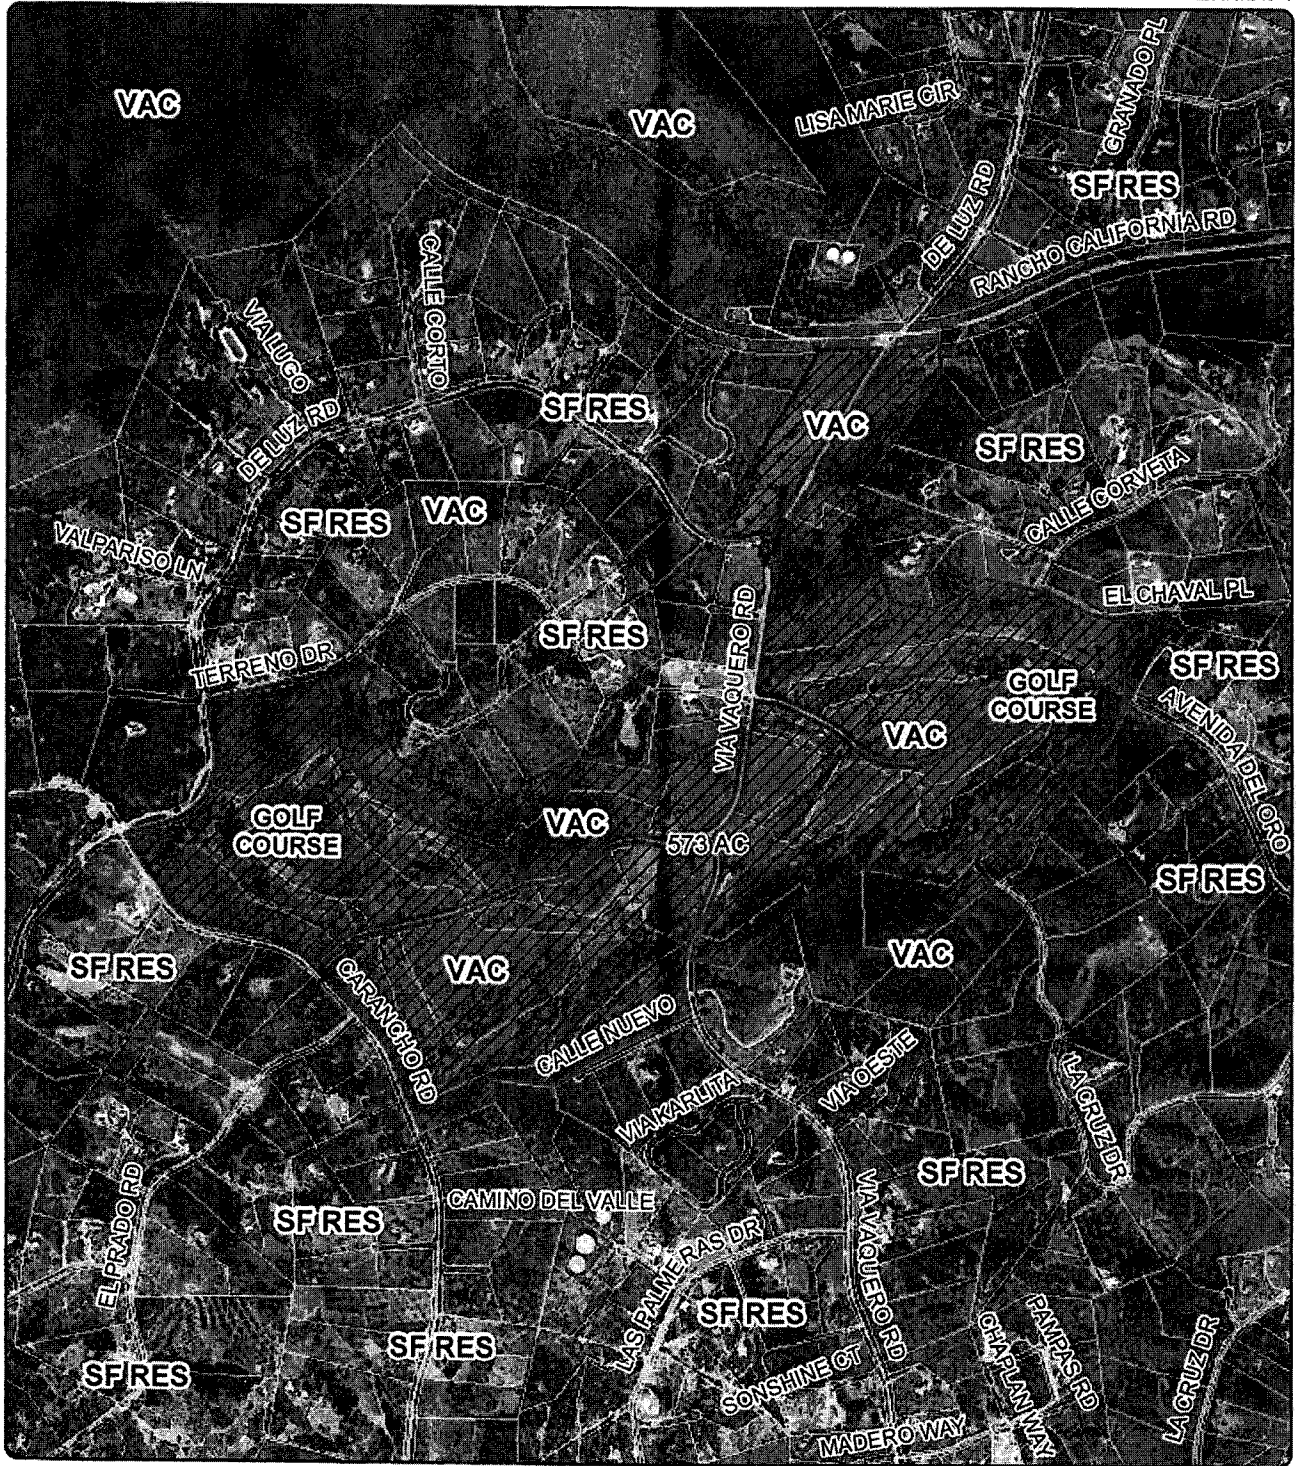 VAC
VAC
LISA MARIE CIR
GRANADO PL
SF RES
DE LUZ RD
RANCHO CALIFORNIA RD
CALLE CORTO
VIA LUGO
DE LUZ RD
SF RES
VAC
SF RES
CALLE CORVETA
SF RES
VAC
VALPARISO LN
EL CHAVAL PL
VIA VAQUERO RD
SF RES
TERRENO DR
SF RES
GOLF
COURSE
AVENIDA DEL ORO
VAC
GOLF
COURSE
VAC
573 AC
SF RES
SF RES
VAC
VAC
CARANCHO RD
CALLE NUEVO
VIA OESTE
LA CRUZ DR
VIA KARLITA
SF RES
EL PRADO RD
SF RES
CAMINO DEL VALLE
VIA VAQUERO RD
LAS PALMERAS DR
SF RES
SF RES
SF RES
SONSHINE CT
CHAPLAN WAY
PAMPAS RD
LA CRUZ DR
MADERO WAY